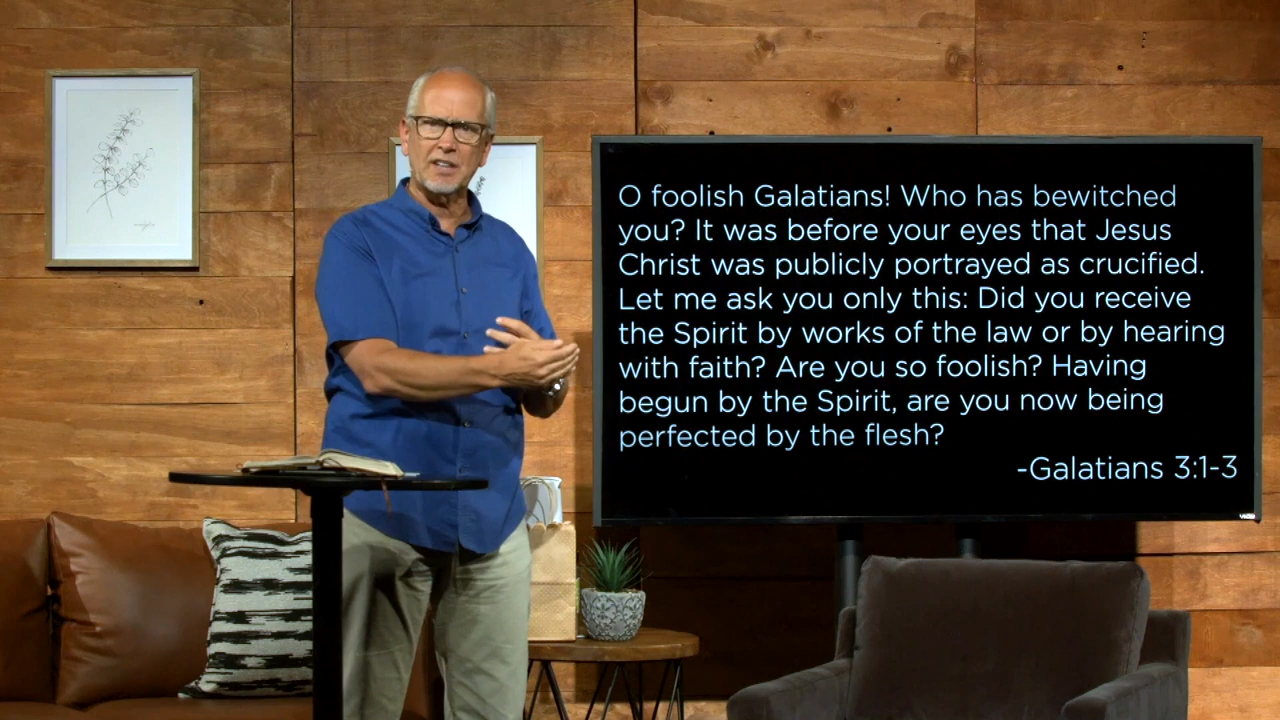 O foolish Galatians! Who has bewitched
you? It was before your eyes that Jesus
Christ was publicly portrayed as crucified.
Let me ask you only this: Did you receive
the Spirit by works of the law or by hearing
with faith? Are you so foolish? Having
begun by the Spirit, are you now being
perfected by the flesh?
-Galatians 3:1-3